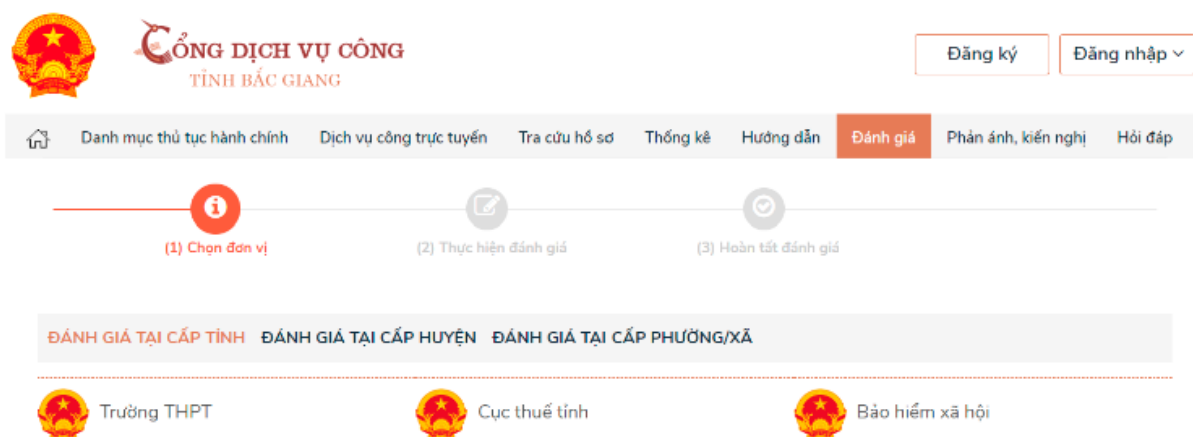 CỔNG DỊCH VỤ CÔNG
TỈNH BẮC GIANG
Đăng ký
Đăng nhập
Danh mục thủ tục hành chính Dịch vụ công trực tuyến Tra cứu hồ sơ Thống kê Hướng dẫn Đánh giá Phản ánh, kiến nghị Hỏi đáp
(1) Chọn đơn vị (2) Thực hiện đánh giá (3) Hoàn tất đánh giá
ĐÁNH GIÁ TẠI CẤP TỈNH ĐÁNH GIÁ TẠI CẤP HUYỆN ĐÁNH GIÁ TẠI CẤP PHƯỜNG/XÃ
Trường THPT Cục thuế tỉnh Bảo hiểm xã hội